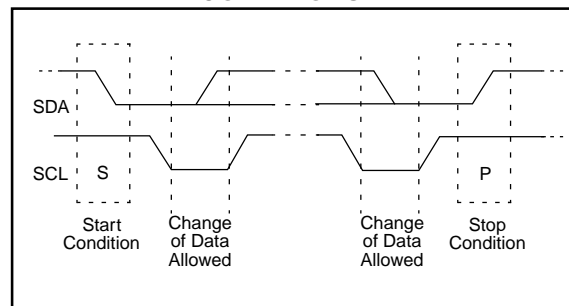 SDA
SCL
S
P
Start
Condition
Change
of Data
Allowed
Change
of Data
Allowed
Stop
Condition